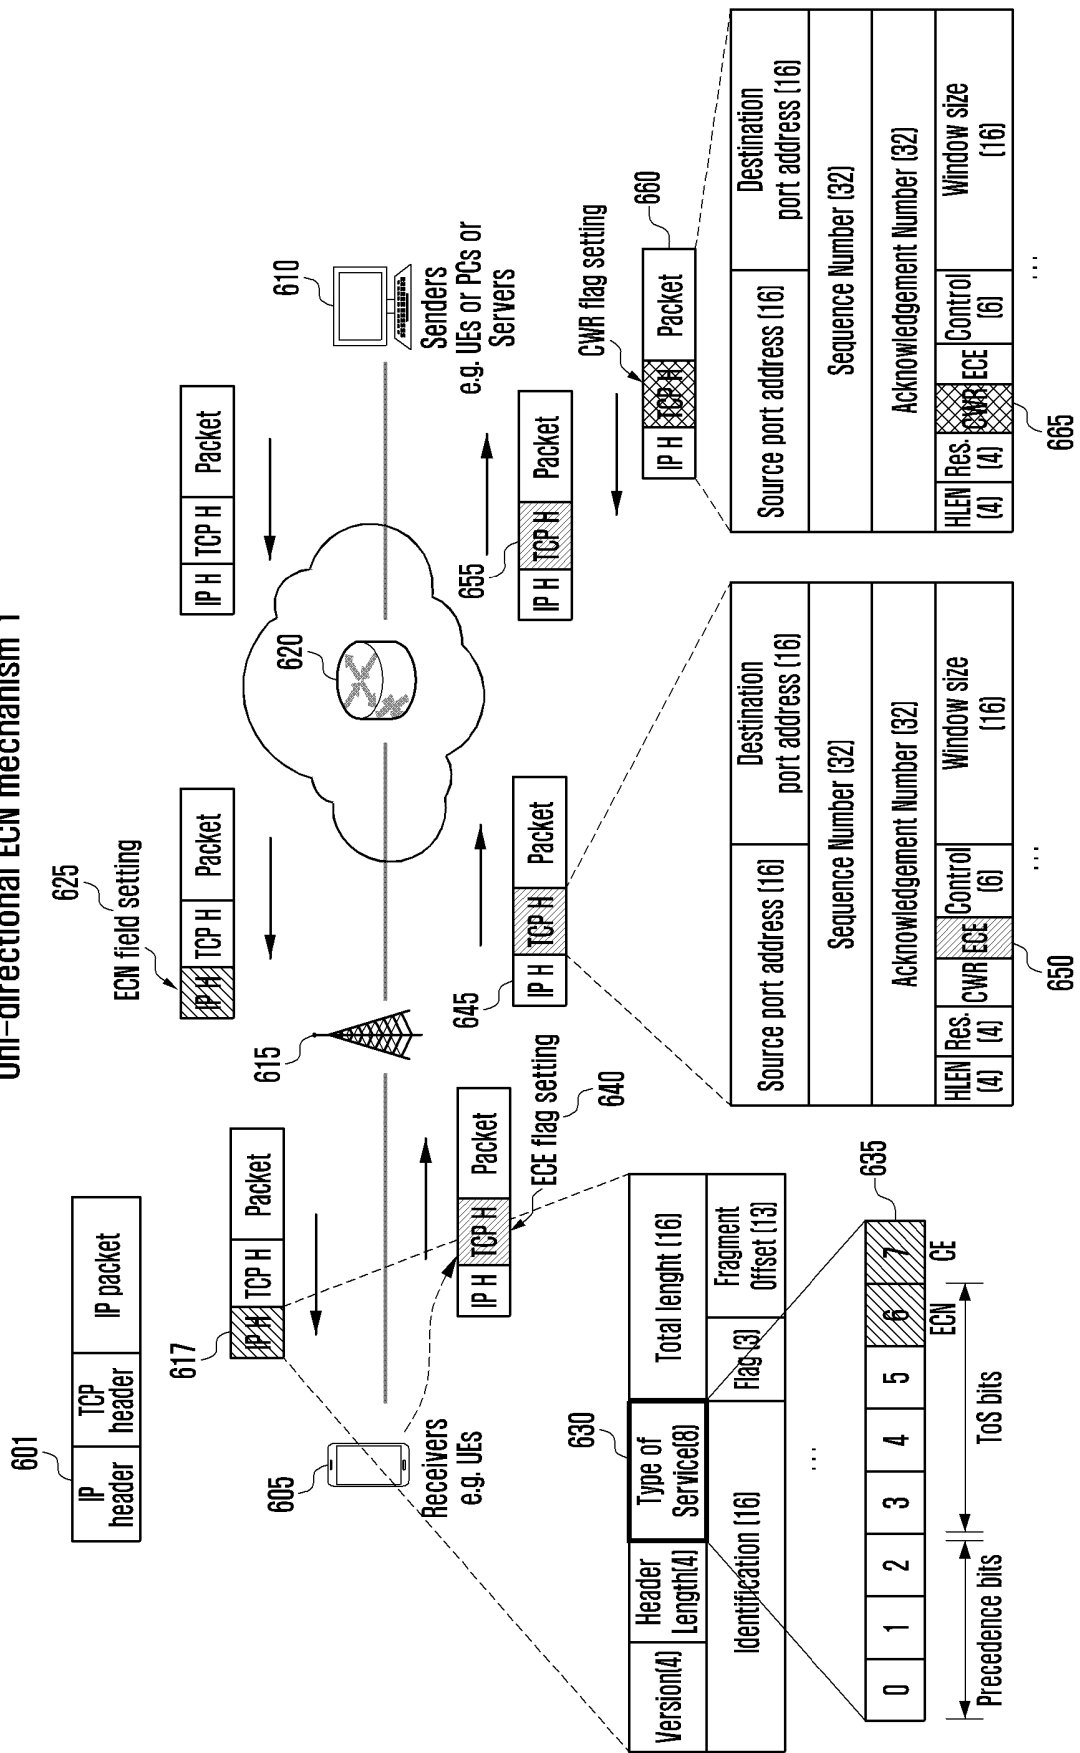 Uni-directional ECN mechanism 1
601
IP header
TCP header
IP packet
617
IP H
TCP H
Packet
625
ECN field setting
IP H
TCP H
Packet
IP H
TCP H
Packet
605
Receivers
e.g. UEs
615
620
610
Senders
e.g. UEs or PCs or
Servers
IP H
TCP H
Packet
ECE flag setting
640
645
IP H
TCP H
Packet
655
IP H
TCP H
Packet
CWR flag setting
660
IP H
TCP H
Packet
630
Version(4)
Header
Length(4)
Type of
Service(8)
Total lenght (16)
Identification (16)
Flag (3)
Fragment
Offset (13)
...
635
0 1 2 3 4 5 6 7
ECN CE
Precedence bits
ToS bits
Source port address (16)
Destination
port address (16)
Sequence Number (32)
Acknowledgement Number (32)
HLEN
(4)
Res.
(4)
CWR
ECE
Control
(6)
Window size
(16)
650
...
Source port address (16)
Destination
port address (16)
Sequence Number (32)
Acknowledgement Number (32)
HLEN
(4)
Res.
(4)
CWR
ECE
Control
(6)
Window size
(16)
665
...